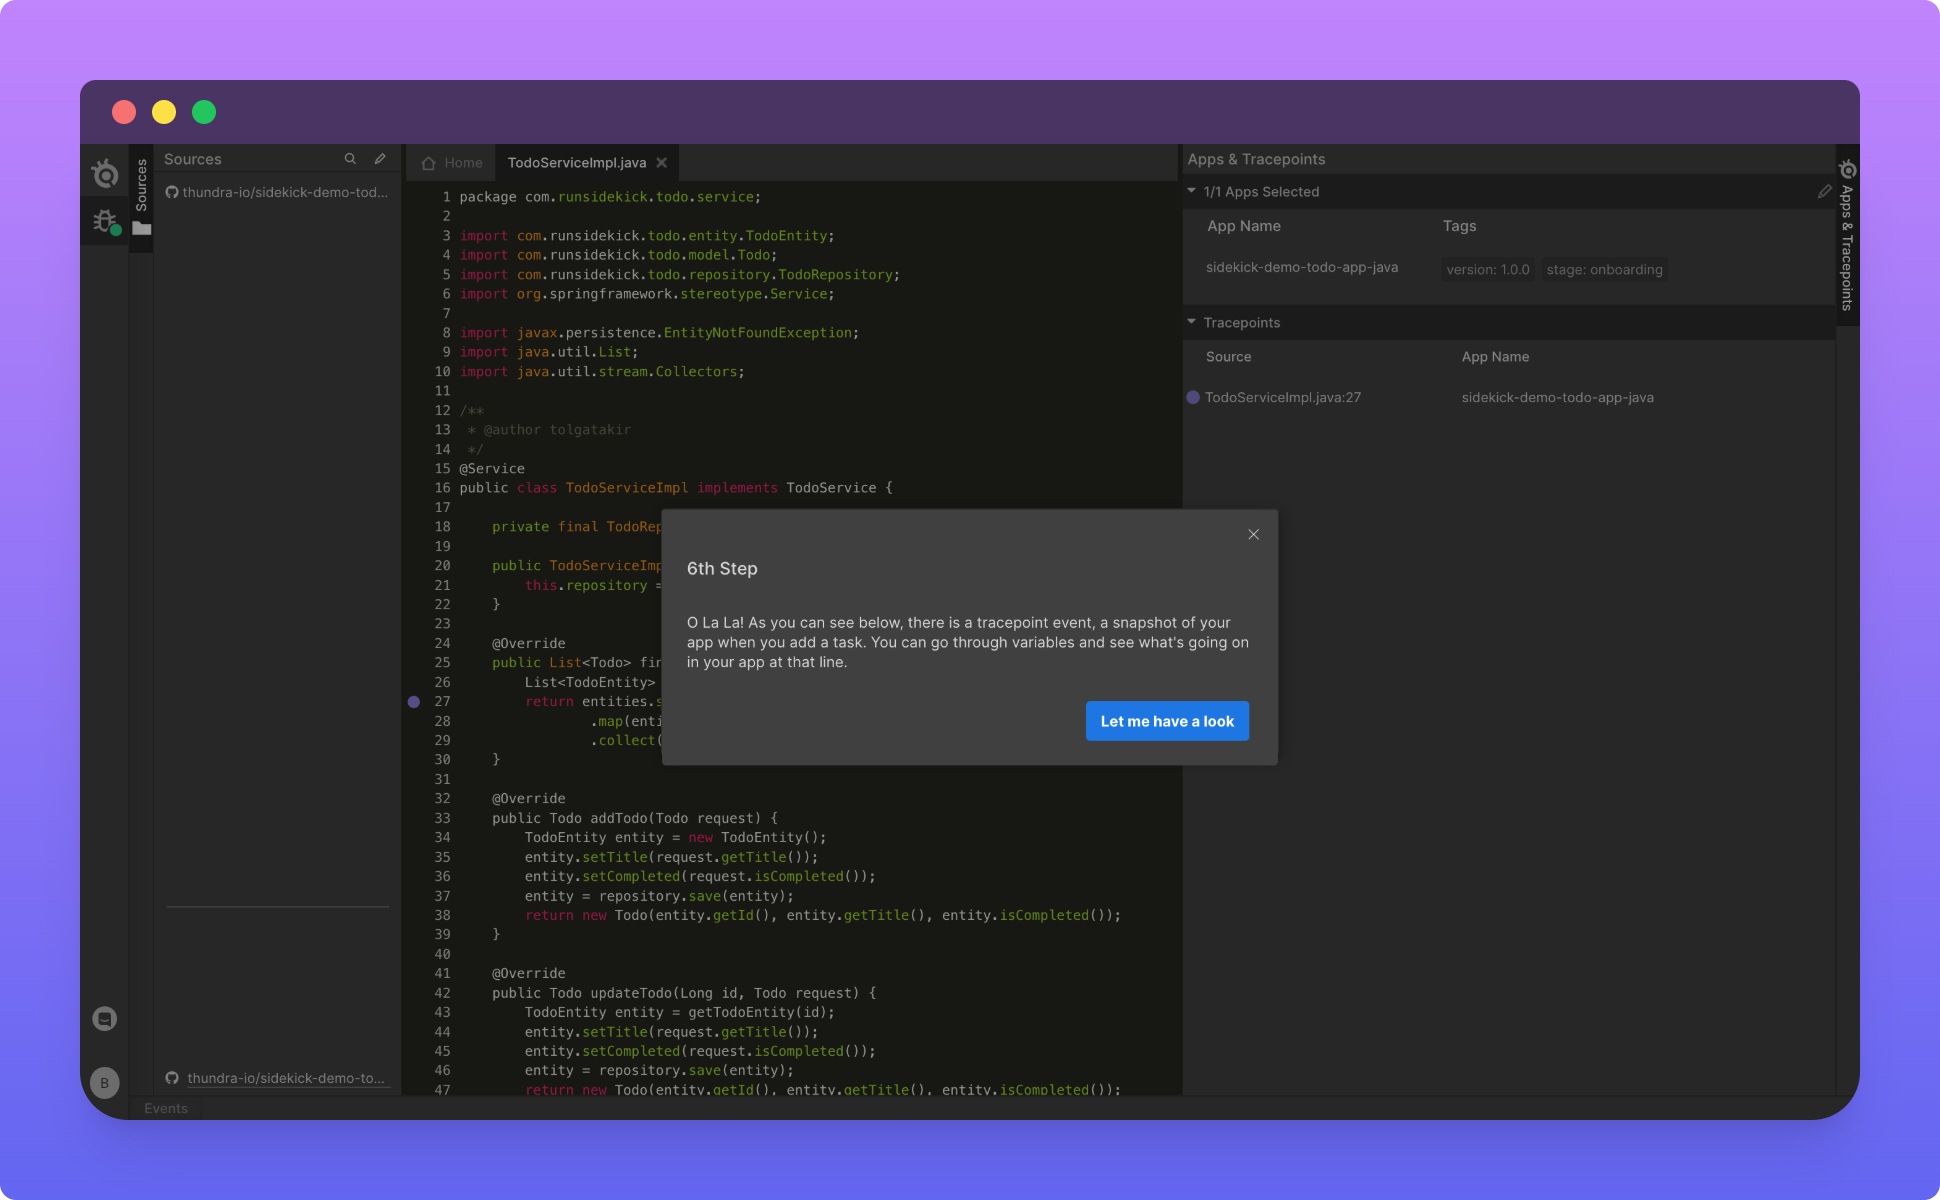 Sources
Sources
thundra-io/sidekick-demo-tod...
Home
TodoServiceImpl.java
1 package com.runsidekick.todo.service;
2
3 import com.runsidekick.todo.entity.TodoEntity;
4 import com.runsidekick.todo.model.Todo;
5 import com.runsidekick.todo.repository.TodoRepository;
6 import org.springframework.stereotype.Service;
7
8 import javax.persistence.EntityNotFoundException;
9 import java.util.List;
10 import java.util.stream.Collectors;
11
12 /**
13  * @author tolgatakir
14  */
15 @Service
16 public class TodoServiceImpl implements TodoService {
17
18     private final TodoRep
19
20     public TodoServiceImp
21         this.repository =
22     }
23
24     @Override
25     public List<Todo> fin
26         List<TodoEntity>
27         return entities.s
28                 .map(enti
29                 .collect(
30     }
31
32     @Override
33     public Todo addTodo(Todo request) {
34         TodoEntity entity = new TodoEntity();
35         entity.setTitle(request.getTitle());
36         entity.setCompleted(request.isCompleted());
37         entity = repository.save(entity);
38         return new Todo(entity.getId(), entity.getTitle(), entity.isCompleted());
39     }
40
41     @Override
42     public Todo updateTodo(Long id, Todo request) {
43         TodoEntity entity = getTodoEntity(id);
44         entity.setTitle(request.getTitle());
45         entity.setCompleted(request.isCompleted());
46         entity = repository.save(entity);
47         return new Todo(entity.getId(), entity.getTitle(), entity.isCompleted());
6th Step
O La La! As you can see below, there is a tracepoint event, a snapshot of your
app when you add a task. You can go through variables and see what's going on
in your app at that line.
Let me have a look
Apps & Tracepoints
1/1 Apps Selected
App Name Tags
sidekick-demo-todo-app-java version: 1.0.0 stage: onboarding
Tracepoints
Source App Name
TodoServiceImpl.java:27 sidekick-demo-todo-app-java
Apps & Tracepoints
B
thundra-io/sidekick-demo-to...
Events